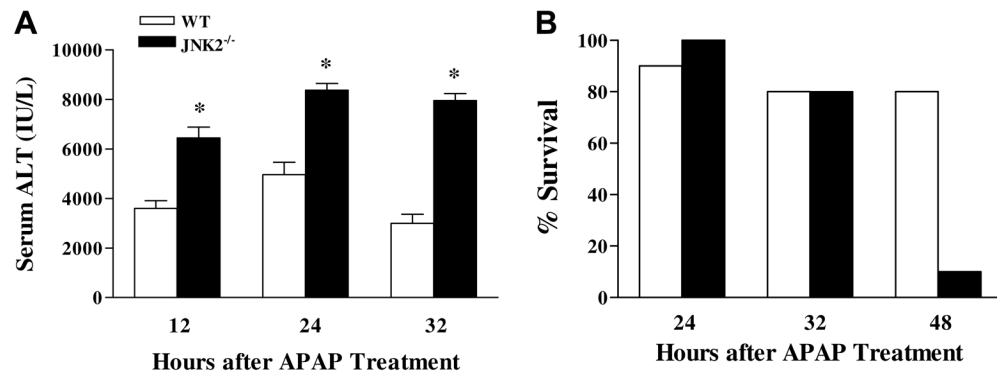 A
WT
JNK2-/-
Serum ALT (IU/L)
10000
8000
6000
4000
2000
0
*
*
*
12
24
32
Hours after APAP Treatment
B
% Survival
100
80
60
40
20
0
24
32
48
Hours after APAP Treatment